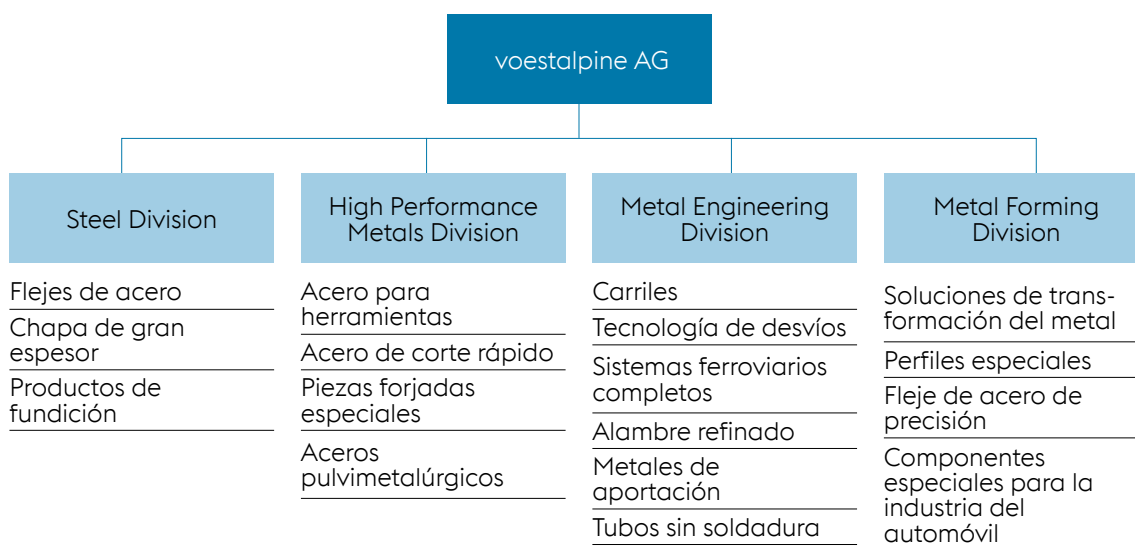 voestalpine AG
Steel Division
Flejes de acero
Chapa de gran
espesor
Productos de
fundición
High Performance
Metals Division
Acero para
herramientas
Acero de corte rápido
Piezas forjadas
especiales
Aceros
pulvimetalúrgicos
Metal Engineering
Division
Carriles
Tecnología de desvíos
Sistemas ferroviarios
completos
Alambre refinado
Metales de
aportación
Tubos sin soldadura
Metal Forming
Division
Soluciones de trans-
formación del metal
Perfiles especiales
Fleje de acero de
precisión
Componentes
especiales para la
industria del
automóvil